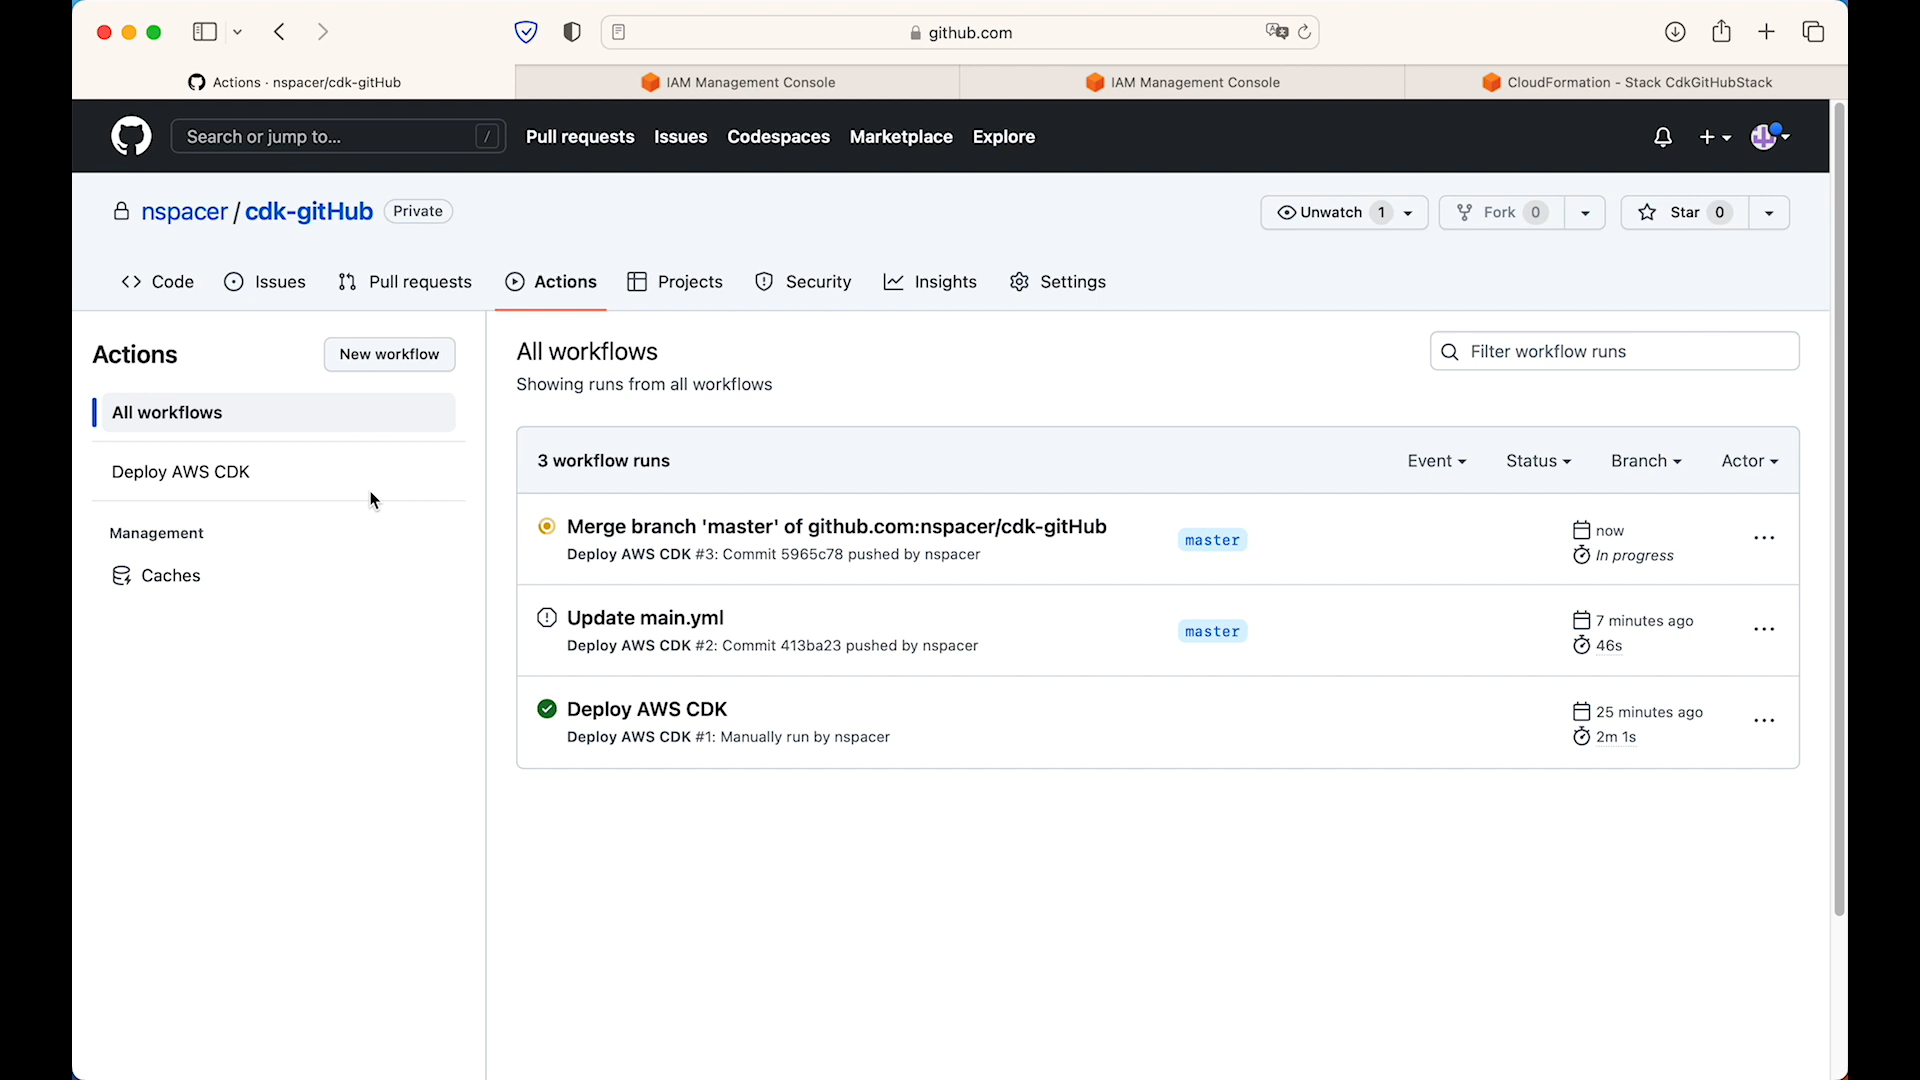 github.com
Actions · nspacer/cdk-gitHub
IAM Management Console
IAM Management Console
CloudFormation - Stack CdkGitHubStack
Search or jump to... /
Pull requests
Issues
Codespaces
Marketplace
Explore
nspacer / cdk-gitHub Private
Unwatch 1
Fork 0
Star 0
Code
Issues
Pull requests
Actions
Projects
Security
Insights
Settings
Actions
New workflow
All workflows
Deploy AWS CDK
Management
Caches
All workflows
Showing runs from all workflows
Filter workflow runs
3 workflow runs
Event
Status
Branch
Actor
Merge branch 'master' of github.com:nspacer/cdk-gitHub
Deploy AWS CDK #3: Commit 5965c78 pushed by nspacer
master
now
In progress
Update main.yml
Deploy AWS CDK #2: Commit 413ba23 pushed by nspacer
master
7 minutes ago
46s
Deploy AWS CDK
Deploy AWS CDK #1: Manually run by nspacer
25 minutes ago
2m 1s